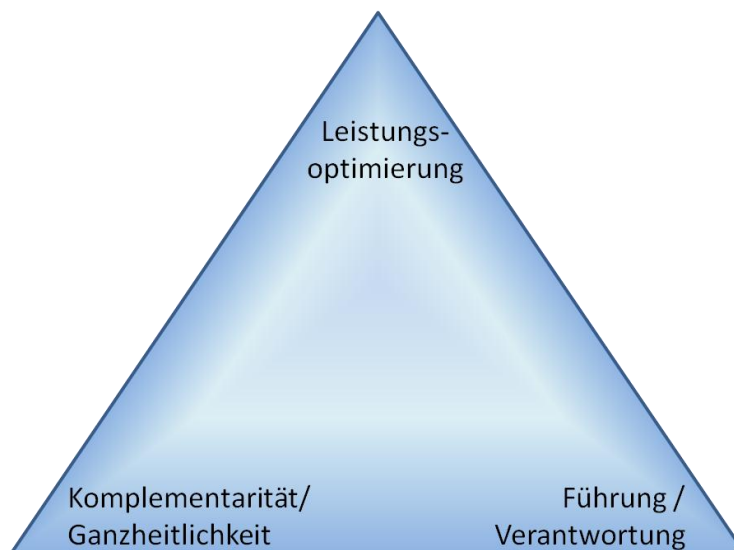 Leistungs-
optimierung
Komplementarität/
Ganzheitlichkeit
Führung /
Verantwortung